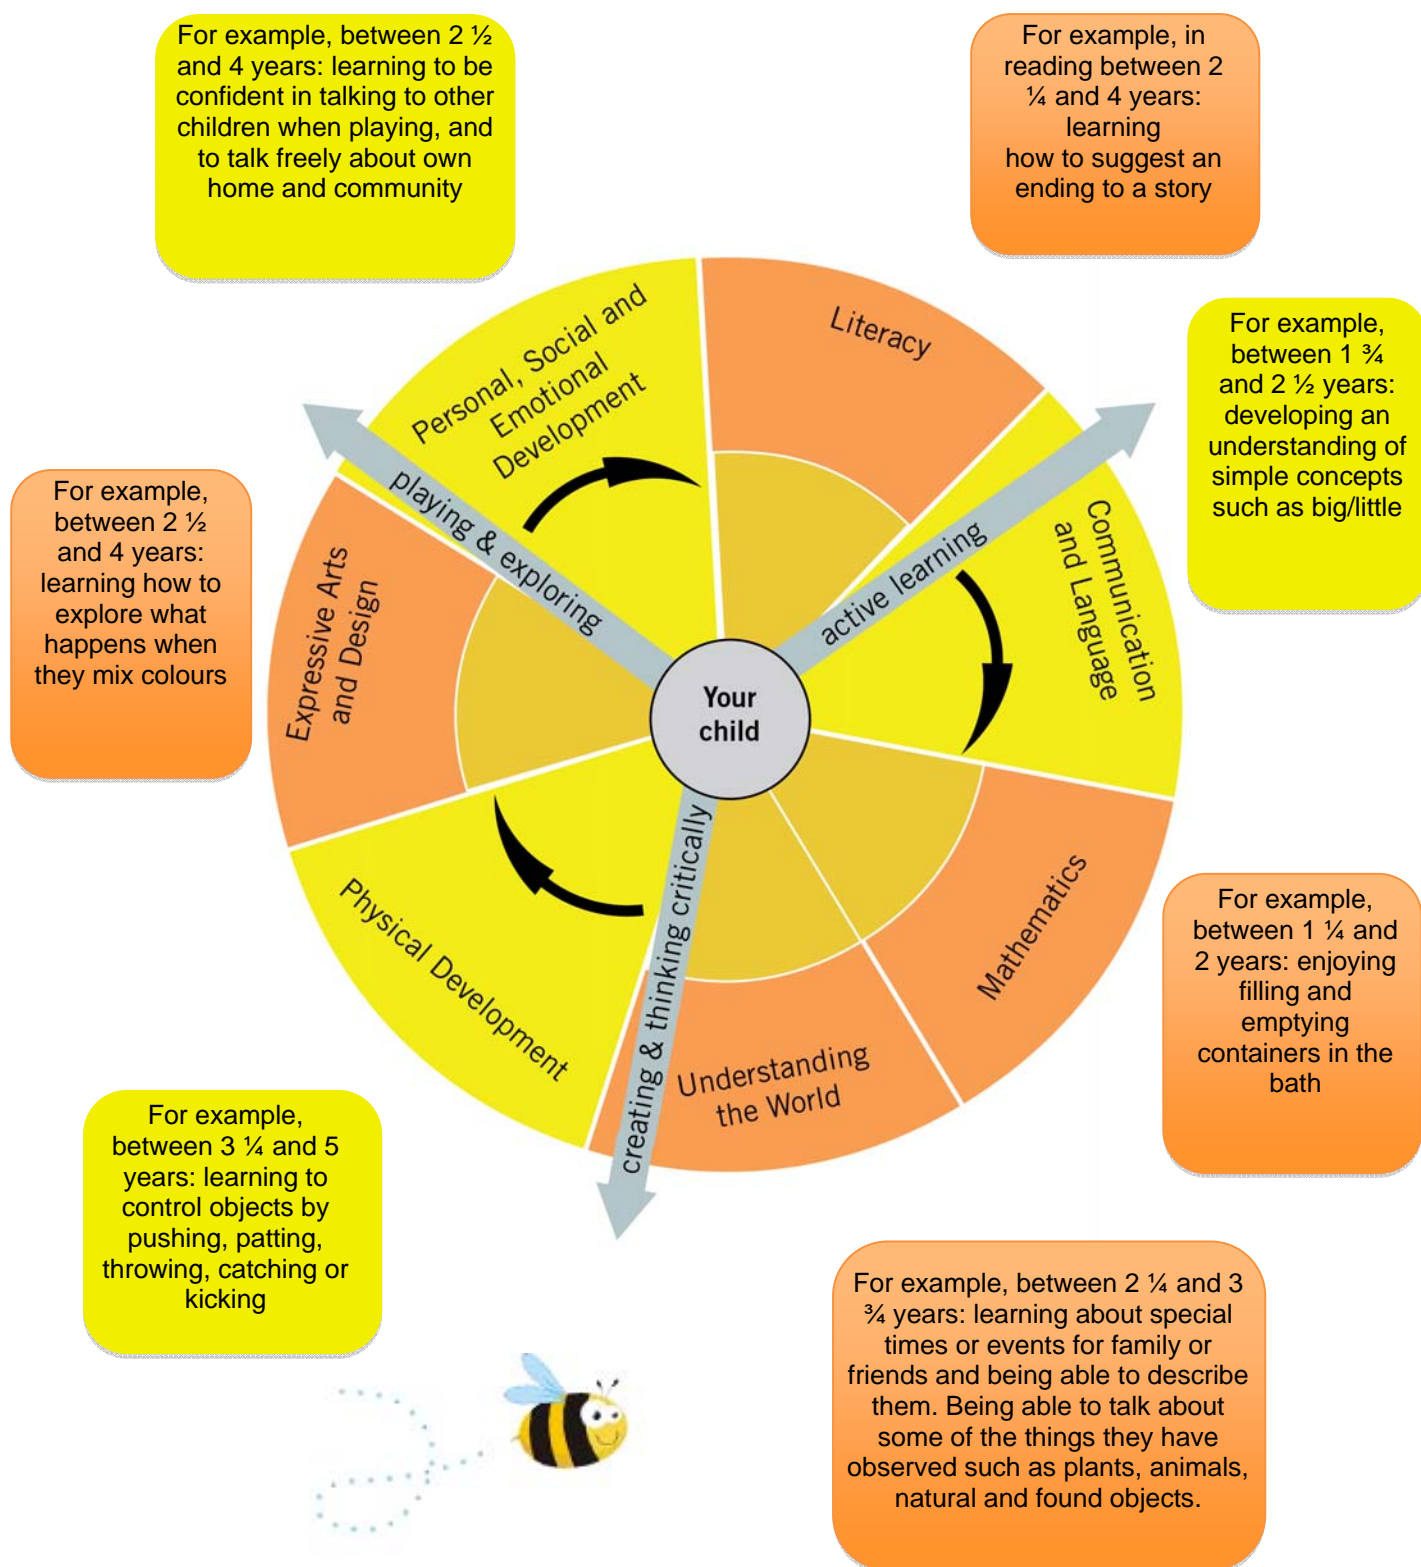 For example, between 2 ½
and 4 years: learning to be
confident in talking to other
children when playing, and
to talk freely about own
home and community
For example, in
reading between 2
¼ and 4 years:
learning
how to suggest an
ending to a story
For example,
between 1 ¾
and 2 ½ years:
developing an
understanding of
simple concepts
such as big/little
For example,
between 2 ½
and 4 years:
learning how to
explore what
happens when
they mix colours
Personal, Social and
Emotional
Development
Literacy
Communication
and Language
Expressive Arts
and Design
playing & exploring
active learning
Your
child
creating & thinking critically
Physical Development
Mathematics
Understanding
the World
For example,
between 1 ¼ and
2 years: enjoying
filling and
emptying
containers in the
bath
For example,
between 3 ¼ and 5
years: learning to
control objects by
pushing, patting,
throwing, catching or
kicking
For example, between 2 ¼ and 3
¾ years: learning about special
times or events for family or
friends and being able to describe
them. Being able to talk about
some of the things they have
observed such as plants, animals,
natural and found objects.